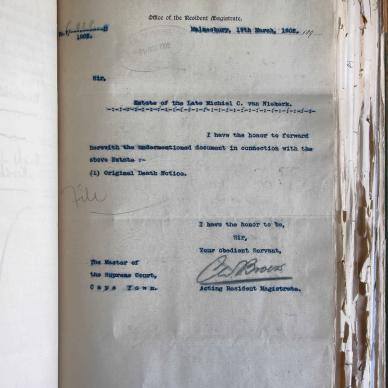 Office of the Resident Magistrate,
Malmesbury, 19th March, 1902.
1902.
Sir,
Estate of the Late Michiel C. van Niekerk.
I have the honor to forward
herewith the undermentioned document in connection with the
above Estate :-
(1) Original Death Notice.
File
I have the honor to be,
Sir,
Your obedient Servant,
The Master of
the Supreme Court,
Cape Town.
Acting Resident Magistrate.